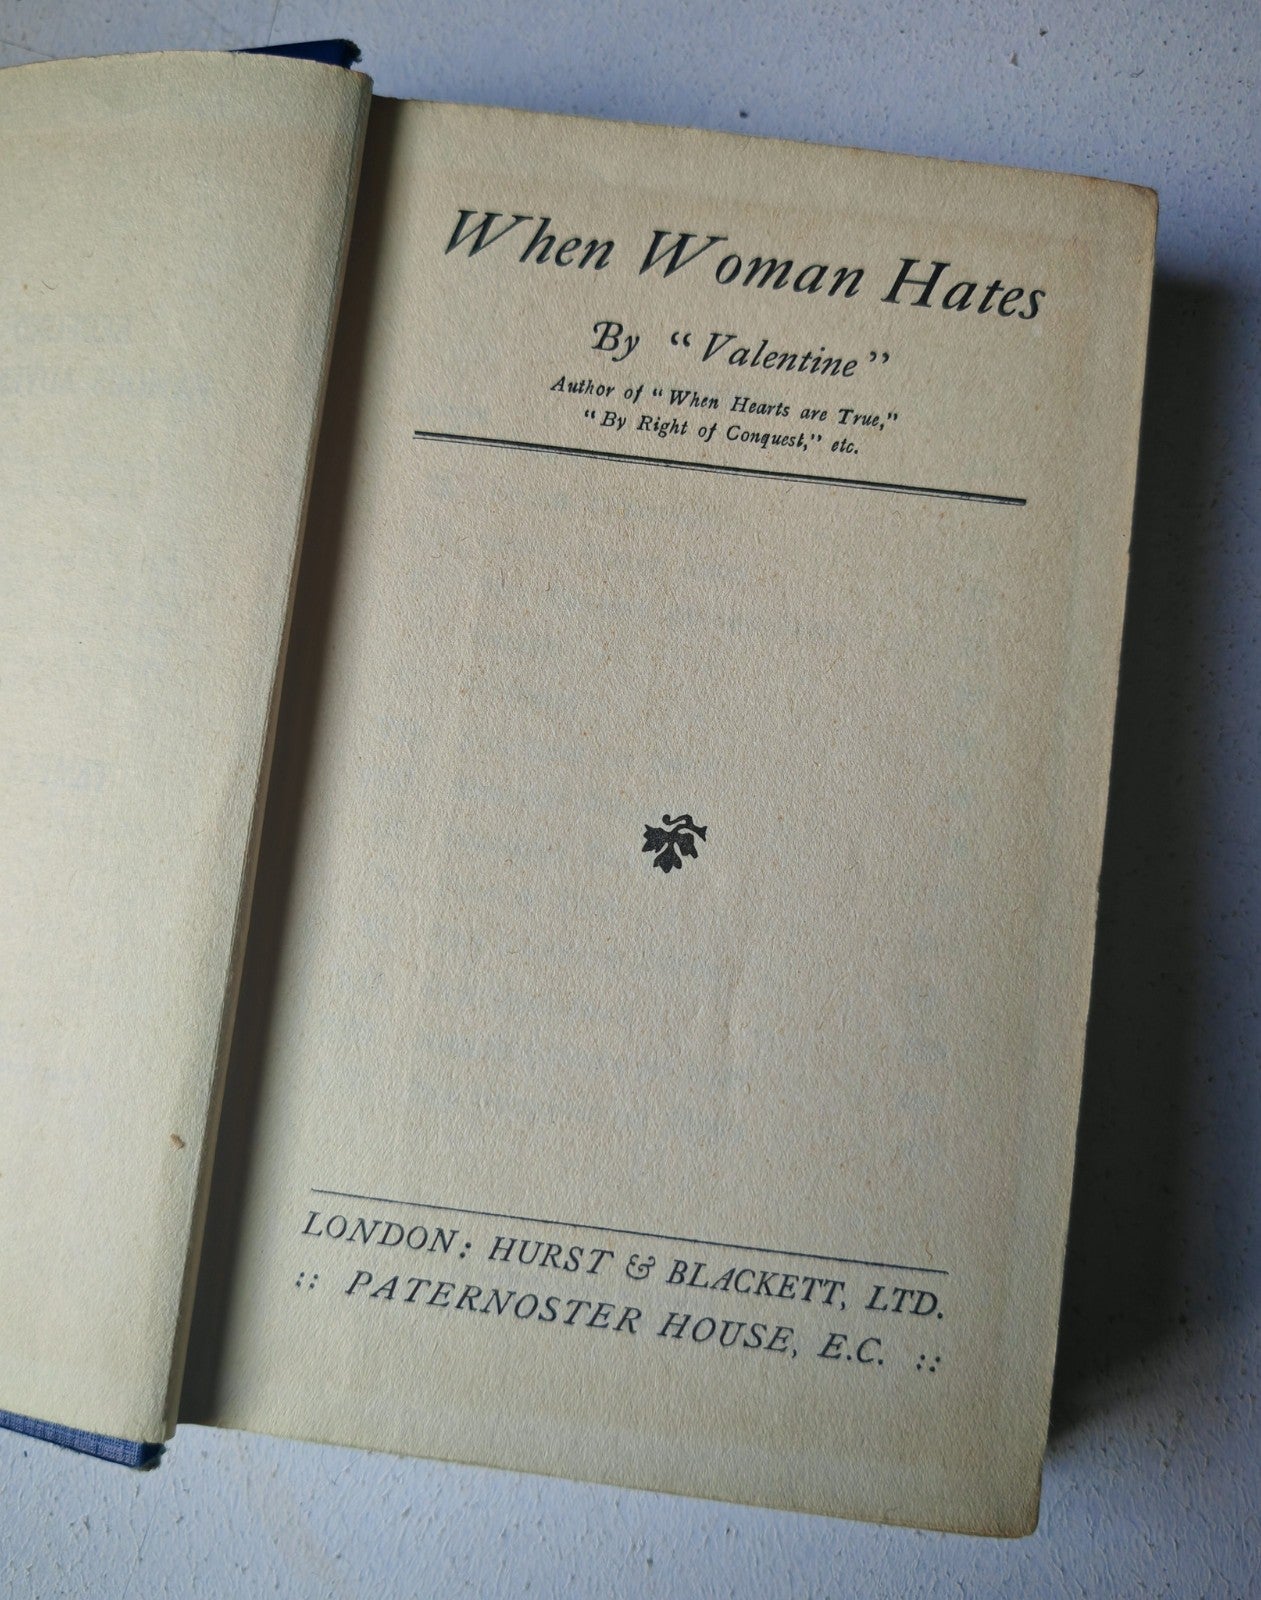 When Woman Hates
By "Valentine"
Author of "When Hearts are True,"
"By Right of Conquest," etc.
LONDON: HURST & BLACKETT, LTD.
:: PATERNOSTER HOUSE, E.C. ::